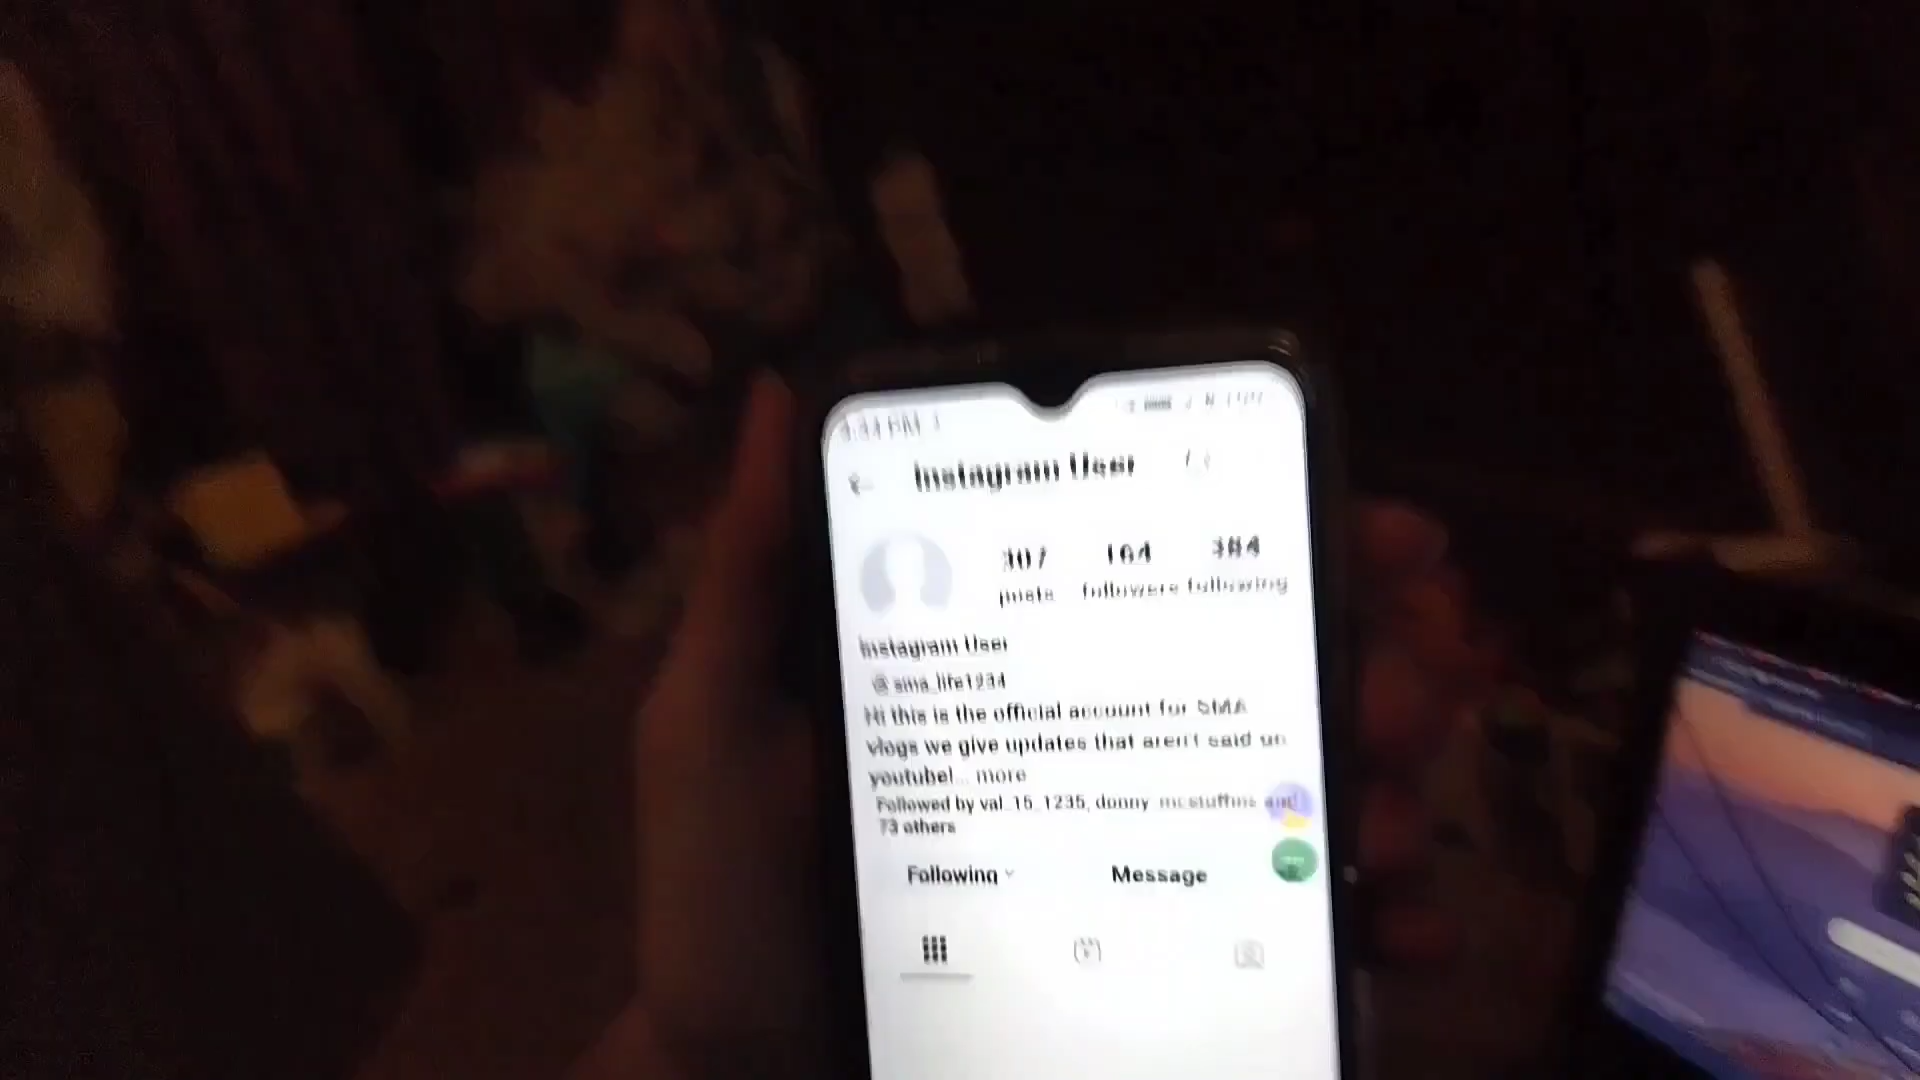 Instagram User
307 164 384
posts followers following
Instagram User
@sma_life1234
Hi this is the official account for SMA
vlogs we give updates that aren't said on
youtube!... more
Followed by val_15_1235, donny_mcstuffins and
73 others
Following Message